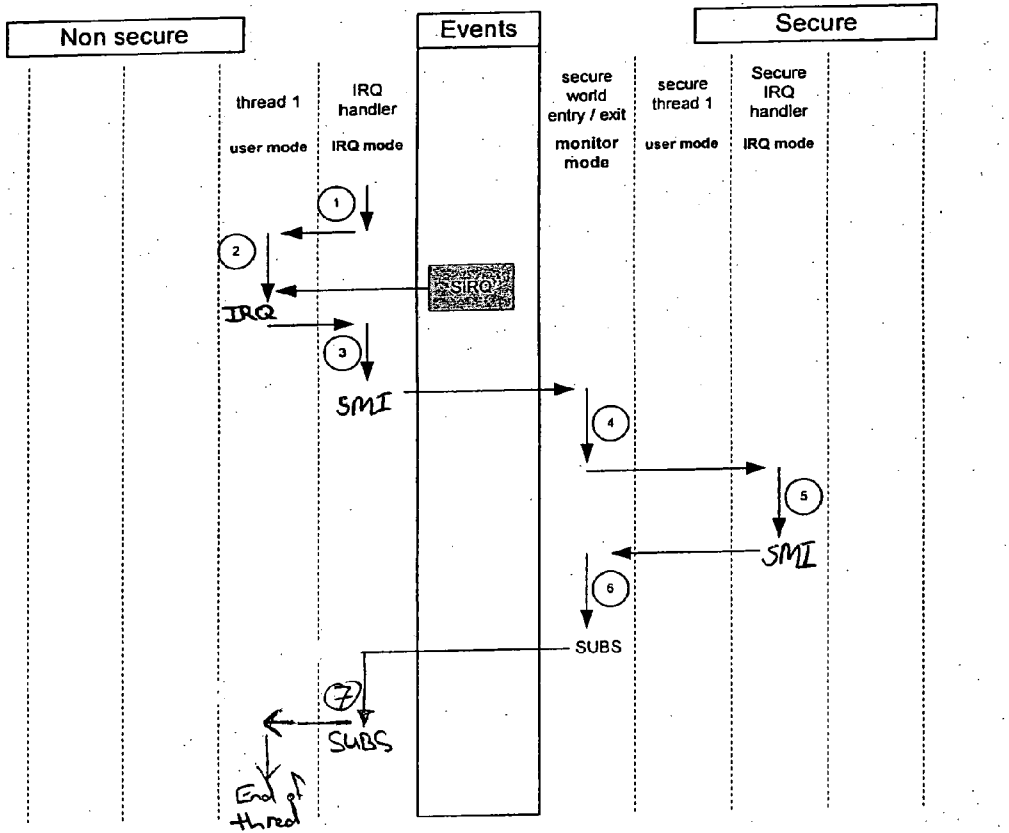 Non secure
Events
Secure
thread 1
user mode
IRQ
handler
IRQ mode
secure
world
entry / exit
monitor
mode
secure
thread 1
user mode
Secure
IRQ
handler
IRQ mode
1
2
SIRQ
IRQ
3
SMI
4
5
SMI
6
SUBS
7
SUBS
End of
thred